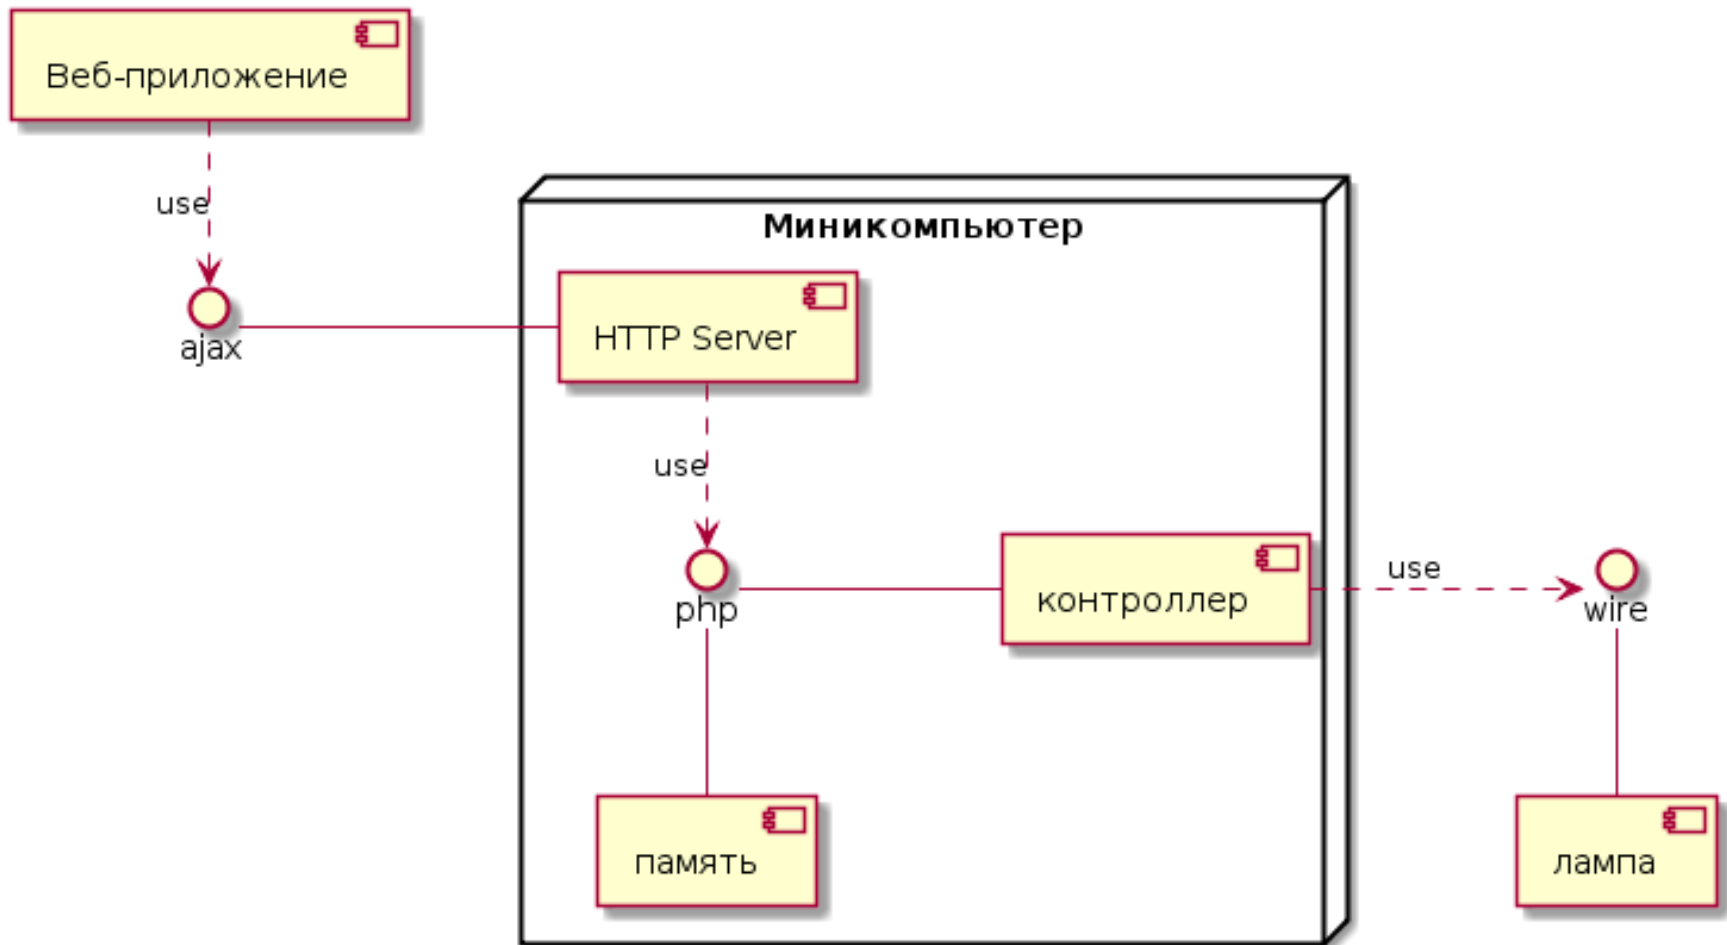 Веб-приложение
use
ajax
Миникомпьютер
HTTP Server
use
php
контроллер
use
wire
память
лампа